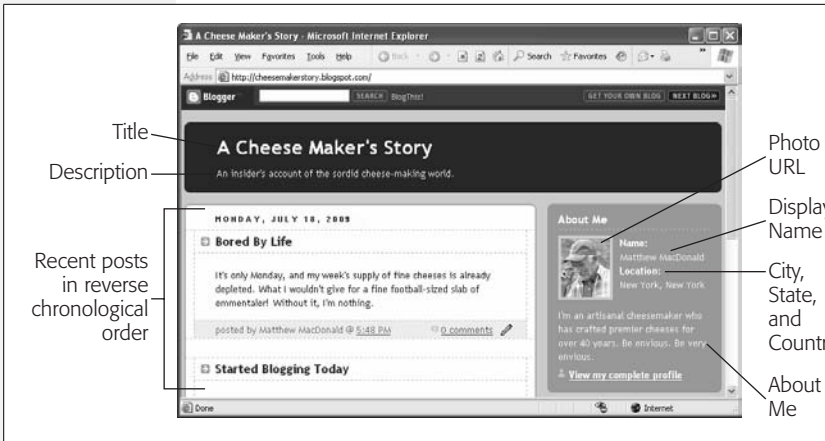 A Cheese Maker's Story - Microsoft Internet Explorer
File Edit View Favorites Tools Help Back Search Favorites
Address http://cheesemakerstory.blogspot.com/
Blogger SEARCH BlogThis! GET YOUR OWN BLOG NEXT BLOG»
Title
A Cheese Maker's Story
Description
An insider's account of the sordid cheese-making world.
Recent posts
in reverse
chronological
order
MONDAY, JULY 18, 2009
Bored By Life
It's only Monday, and my week's supply of fine cheeses is already
depleted. What I wouldn't give for a fine football-sized slab of
emmentaler! Without it, I'm nothing.
posted by Matthew MacDonald @ 5:48 PM 0 comments
Started Blogging Today
About Me
Name:
Matthew MacDonald
Location:
New York, New York
I'm an artisanal cheesemaker who
has crafted premier cheeses for
over 40 years. Be envious. Be very
envious.
View my complete profile
Photo
URL
Display
Name
City,
State,
and
Countr
About
Me
Done Internet